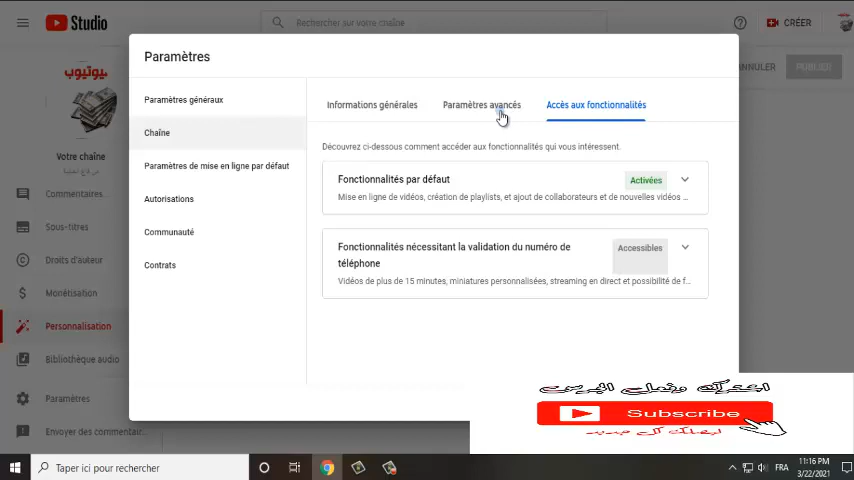 Studio
Rechercher sur votre chaîne
CRÉER
Paramètres
ANNULER
PUBLIER
Paramètres généraux
Chaîne
Paramètres de mise en ligne par défaut
Autorisations
Communauté
Contrats
Informations générales
Paramètres avancés
Accès aux fonctionnalités
Découvrez ci-dessous comment accéder aux fonctionnalités qui vous intéressent.
Fonctionnalités par défaut
Activées
Mise en ligne de vidéos, création de playlists, et ajout de collaborateurs et de nouvelles vidéos ...
Fonctionnalités nécessitant la validation du numéro de
téléphone
Accessibles
Vidéos de plus de 15 minutes, miniatures personnalisées, streaming en direct et possibilité de f...
Votre chaîne
Commentaires
Sous-titres
Droits d'auteur
Monétisation
Personnalisation
Bibliothèque audio
Paramètres
Envoyer des commentair...
Subscribe
Taper ici pour rechercher
FRA
11:16 PM
3/22/2021